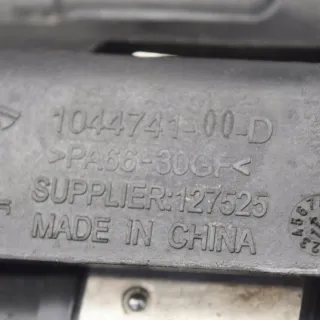 1044741-00-D
>PA66-30GF<
SUPPLIER:127525
MADE IN CHINA